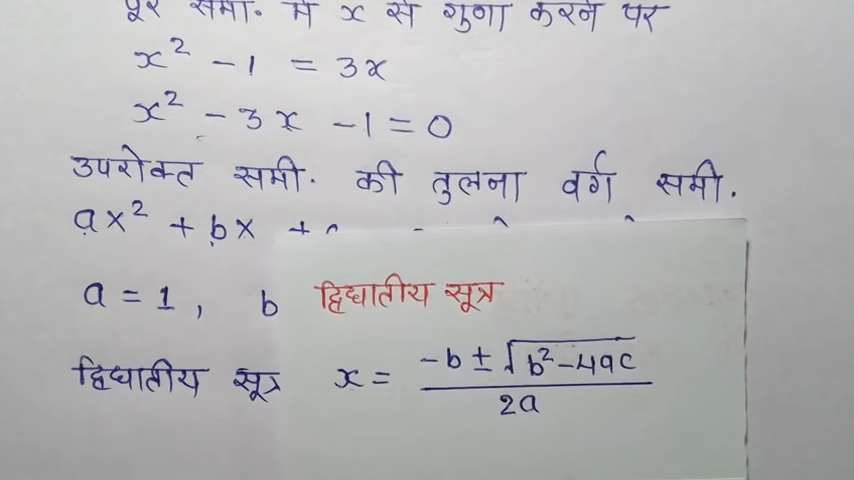 पूरे समी. में x से गुणा करने पर
x² - 1 = 3x
x² - 3x - 1 = 0
उपरोक्त समी. की तुलना वर्ग समी.
ax² + bx +
a = 1, b
द्विघातीय सूत्र
द्विघातीय सूत्र x = -b ± √b² - 4ac / 2a